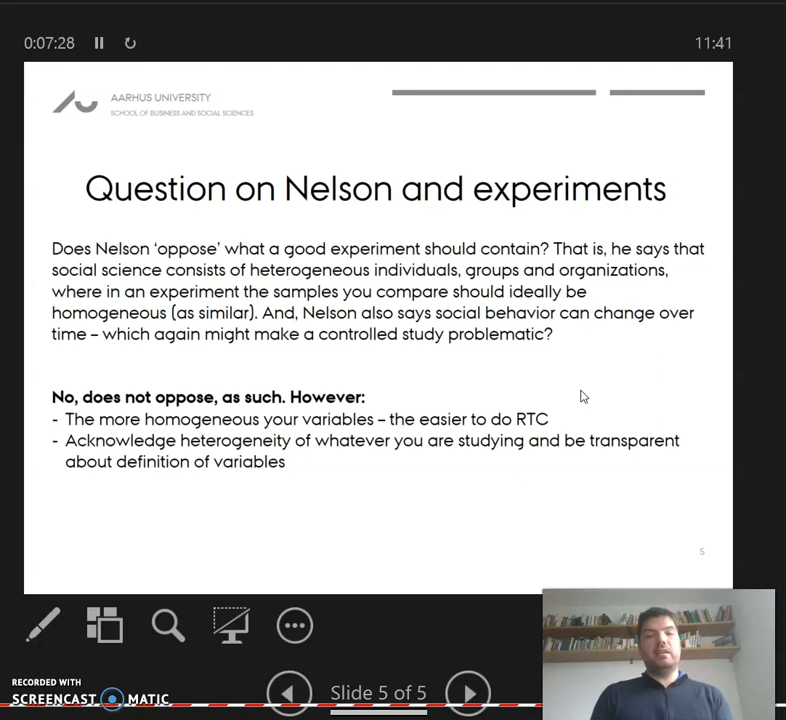 0:07:28
11:41
AARHUS UNIVERSITY
SCHOOL OF BUSINESS AND SOCIAL SCIENCES
Question on Nelson and experiments
Does Nelson ‘oppose’ what a good experiment should contain? That is, he says that
social science consists of heterogeneous individuals, groups and organizations,
where in an experiment the samples you compare should ideally be
homogeneous (as similar). And, Nelson also says social behavior can change over
time – which again might make a controlled study problematic?
No, does not oppose, as such. However:
- The more homogeneous your variables – the easier to do RTC
- Acknowledge heterogeneity of whatever you are studying and be transparent
about definition of variables
5
RECORDED WITH
SCREENCAST MATIC
Slide 5 of 5